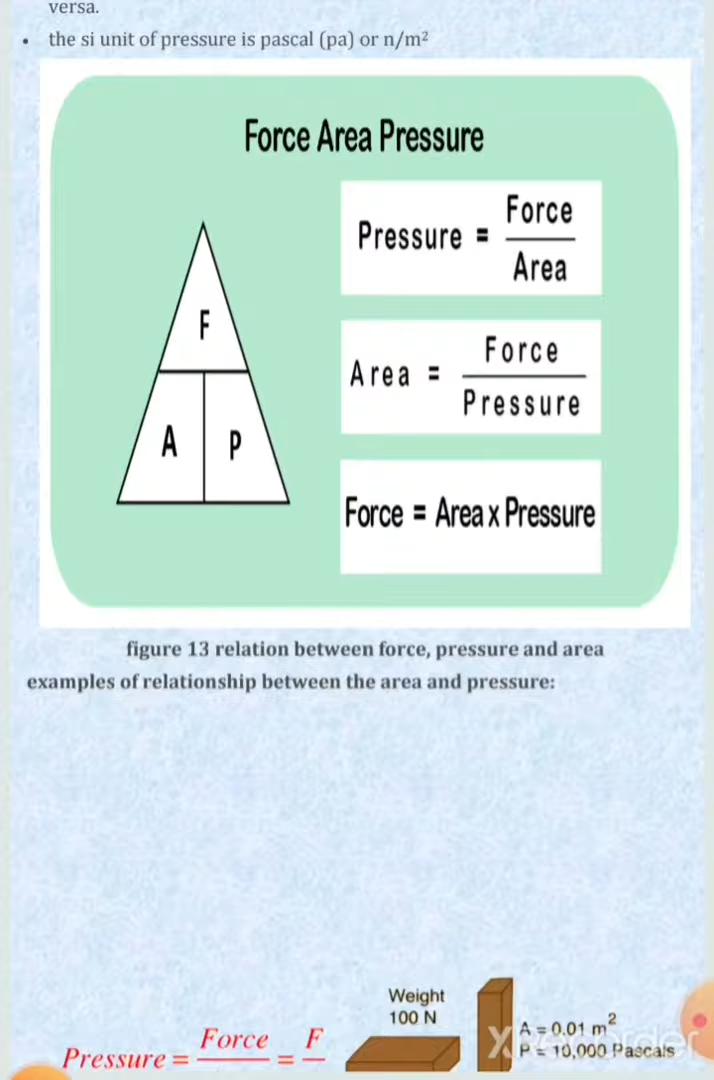 versa.
• the si unit of pressure is pascal (pa) or n/m²
Force Area Pressure
Pressure = Force
Area
F
Area = Force
Pressure
A P
Force = Area x Pressure
figure 13 relation between force, pressure and area
examples of relationship between the area and pressure:
Weight
100 N
A = 0.01 m²
P = 10,000 Pascals
Pressure = Force = F
XRecorder